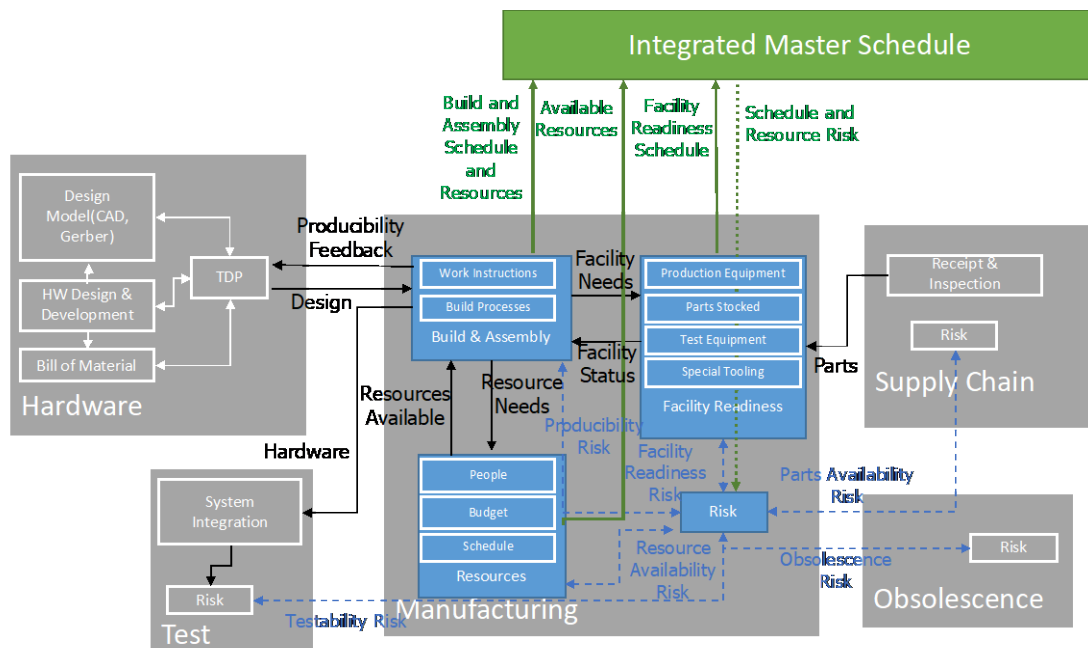 Integrated Master Schedule
Build and
Assembly
Schedule
and
Resources
Available
Resources
Facility
Readiness
Schedule
Schedule and
Resource Risk
Design
Model(CAD,
Gerber)
TDP
HW Design &
Development
Bill of Material
Hardware
Producibility
Feedback
Design
Work Instructions
Build Processes
Build & Assembly
Facility
Needs
Facility
Status
Production Equipment
Parts Stocked
Test Equipment
Special Tooling
Facility Readiness
Receipt &
Inspection
Risk
Supply Chain
Parts
Resources
Available
Resource
Needs
Producibility
Risk
Facility
Readiness
Risk
Parts Availability
Risk
Hardware
People
Budget
Schedule
Resources
Risk
Resource
Availability
Risk
Obsolescence
Risk
Risk
Obsolescence
System
Integration
Risk
Test
Testability Risk
Manufacturing